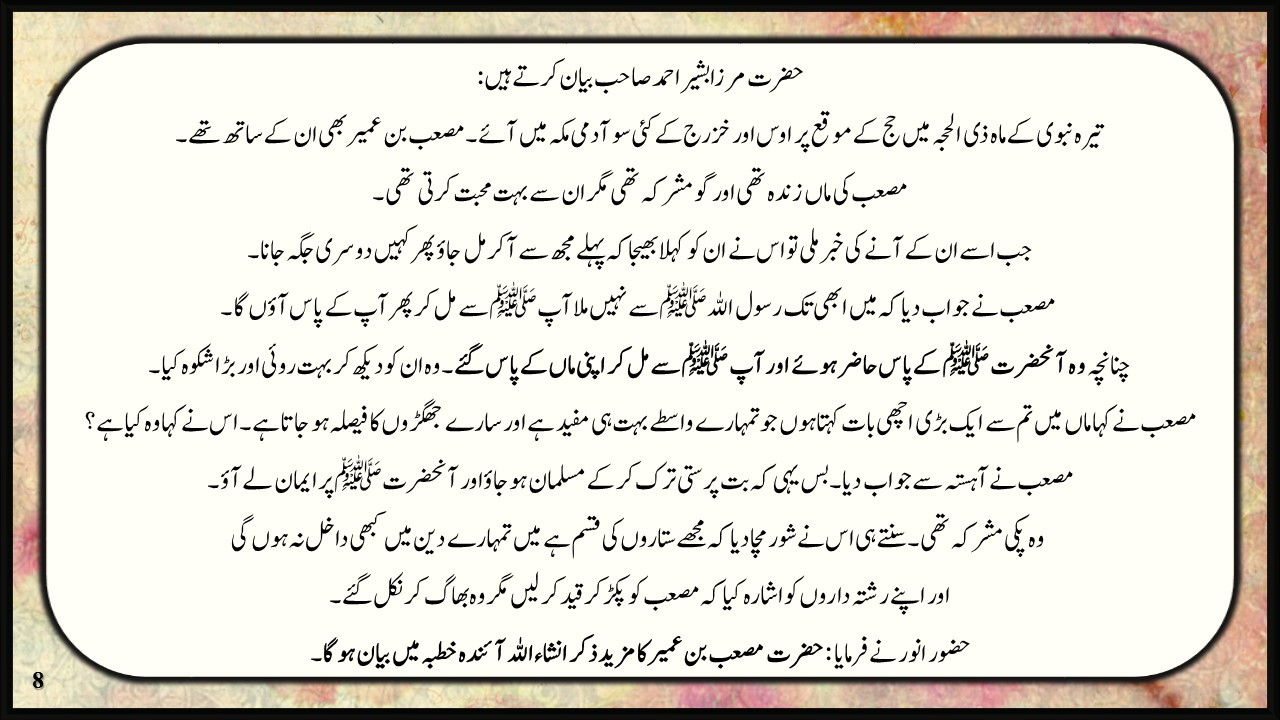 حضرت مرزا بشیر احمد صاحب بیان کرتے ہیں:
تیرہ نبوی کے ماہ ذی الحجہ میں حج کے موقع پر اوس اور خزرج کے کئی سو آدمی مکہ میں آئے۔ مصعب بن عمیر بھی ان کے ساتھ تھے۔
مصعب کی ماں زندہ تھی اور گو مشرکہ تھی مگر ان سے بہت محبت کرتی تھی۔
جب اسے ان کے آنے کی خبر ملی تو اس نے ان کو کہلا بھیجا کہ پہلے مجھ سے آکر مل جاؤ پھر کہیں دوسری جگہ جانا۔
مصعب نے جواب دیا کہ میں ابھی تک رسول اللہ ﷺ سے نہیں ملا آپ ﷺ سے مل کر پھر آپ کے پاس آؤں گا۔
چنانچہ وہ آنحضرت ﷺ کے پاس حاضر ہوئے اور آپ ﷺ سے مل کر اپنی ماں کے پاس گئے۔ وہ ان کو دیکھ کر بہت روئی اور بڑا شکوہ کیا۔
مصعب نے کہا ماں میں تم سے ایک بڑی اچھی بات کہتا ہوں جو تمہارے واسطے بہت ہی مفید ہے اور سارے جھگڑوں کا فیصلہ ہو جاتا ہے۔ اس نے کہا وہ کیا ہے؟
مصعب نے آہستہ سے جواب دیا۔ بس یہی کہ بت پرستی ترک کر کے مسلمان ہو جاؤ اور آنحضرت ﷺ پر ایمان لے آؤ۔
وہ پکی مشرکہ تھی۔ سنتے ہی اس نے شور مچا دیا کہ مجھے ستاروں کی قسم ہے میں تمہارے دین میں کبھی داخل نہ ہوں گی
اور اپنے رشتہ داروں کو اشارہ کیا کہ مصعب کو پکڑ کر قید کر لیں مگر وہ بھاگ کر نکل گئے۔
حضور انور نے فرمایا: حضرت مصعب بن عمیر کا مزید ذکر انشاء اللہ آئندہ خطبہ میں بیان ہو گا۔
8